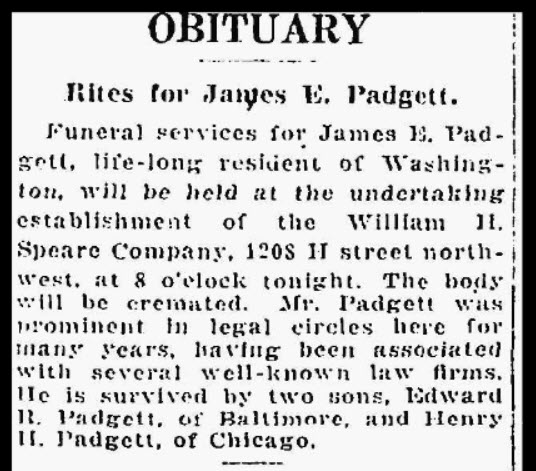 OBITUARY
Rites for James E. Padgett.
Funeral services for James E. Pad-
gett, life-long resident of Washing-
ton, will be held at the undertaking
establishment of the William H.
Speare Company, 1208 H street north-
west, at 8 o'clock tonight. The body
will be cremated. Mr. Padgett was
prominent in legal circles here for
many years, having been associated
with several well-known law firms.
He is survived by two sons, Edward
R. Padgett, of Baltimore, and Henry
H. Padgett, of Chicago.